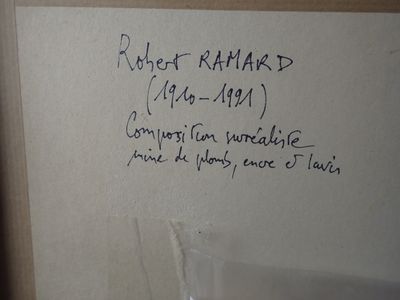 Robert RAMARD
(1910-1991)
Composition surréaliste
mine de plomb, encre et lavis